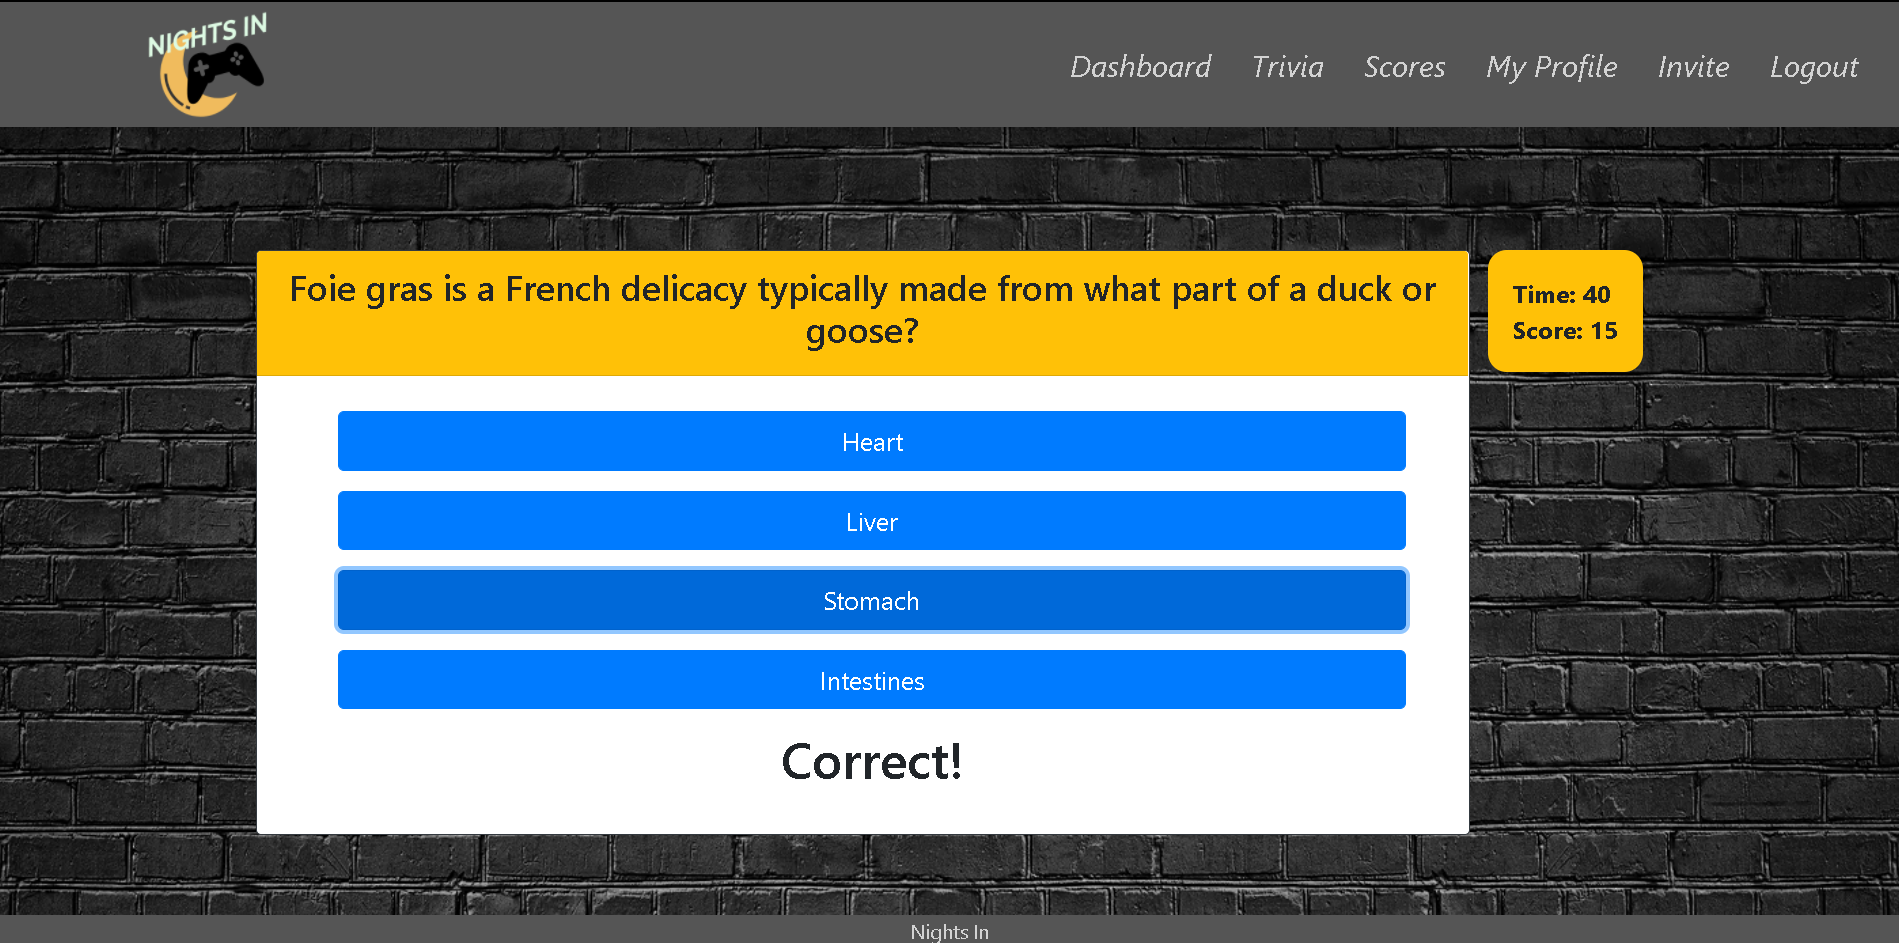 NIGHTS IN
Dashboard Trivia Scores My Profile Invite Logout
Foie gras is a French delicacy typically made from what part of a duck or
goose?
Time: 40
Score: 15
Heart
Liver
Stomach
Intestines
Correct!
Nights In